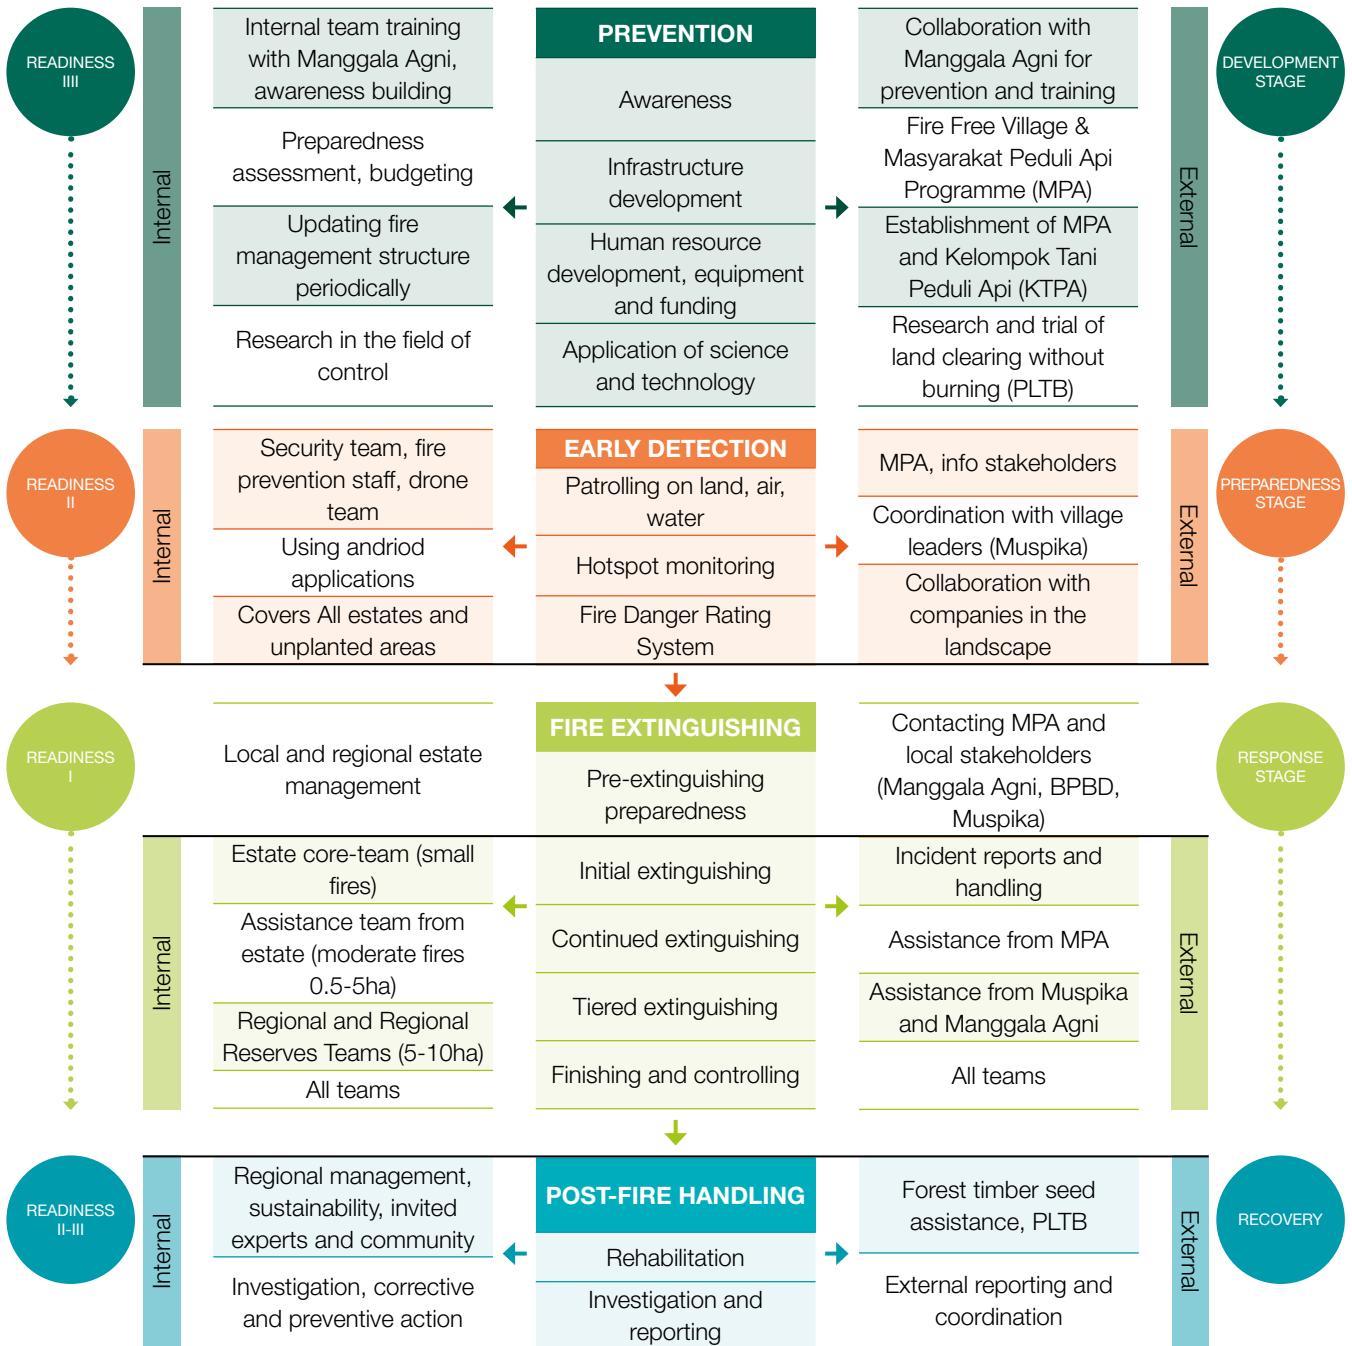 READINESS
IIII
Internal
Internal team training
with Manggala Agni,
awareness building
Preparedness
assessment, budgeting
Updating fire
management structure
periodically
Research in the field of
control
PREVENTION
Awareness
Infrastructure
development
Human resource
development, equipment
and funding
Application of science
and technology
Collaboration with
Manggala Agni for
prevention and training
Fire Free Village &
Masyarakat Peduli Api
Programme (MPA)
Establishment of MPA
and Kelompok Tani
Peduli Api (KTPA)
Research and trial of
land clearing without
burning (PLTB)
External
DEVELOPMENT
STAGE
READINESS
II
Internal
Security team, fire
prevention staff, drone
team
Using andriod
applications
Covers All estates and
unplanted areas
EARLY DETECTION
Patrolling on land, air,
water
Hotspot monitoring
Fire Danger Rating
System
MPA, info stakeholders
Coordination with village
leaders (Muspika)
Collaboration with
companies in the
landscape
External
PREPAREDNESS
STAGE
READINESS
I
Local and regional estate
management
FIRE EXTINGUISHING
Pre-extinguishing
preparedness
Contacting MPA and
local stakeholders
(Manggala Agni, BPBD,
Muspika)
RESPONSE
STAGE
Internal
Estate core-team (small
fires)
Assistance team from
estate (moderate fires
0.5-5ha)
Regional and Regional
Reserves Teams (5-10ha)
All teams
Initial extinguishing
Continued extinguishing
Tiered extinguishing
Finishing and controlling
Incident reports and
handling
Assistance from MPA
Assistance from Muspika
and Manggala Agni
All teams
External
READINESS
II-III
Internal
Regional management,
sustainability, invited
experts and community
Investigation, corrective
and preventive action
POST-FIRE HANDLING
Rehabilitation
Investigation and
reporting
Forest timber seed
assistance, PLTB
External reporting and
coordination
External
RECOVERY